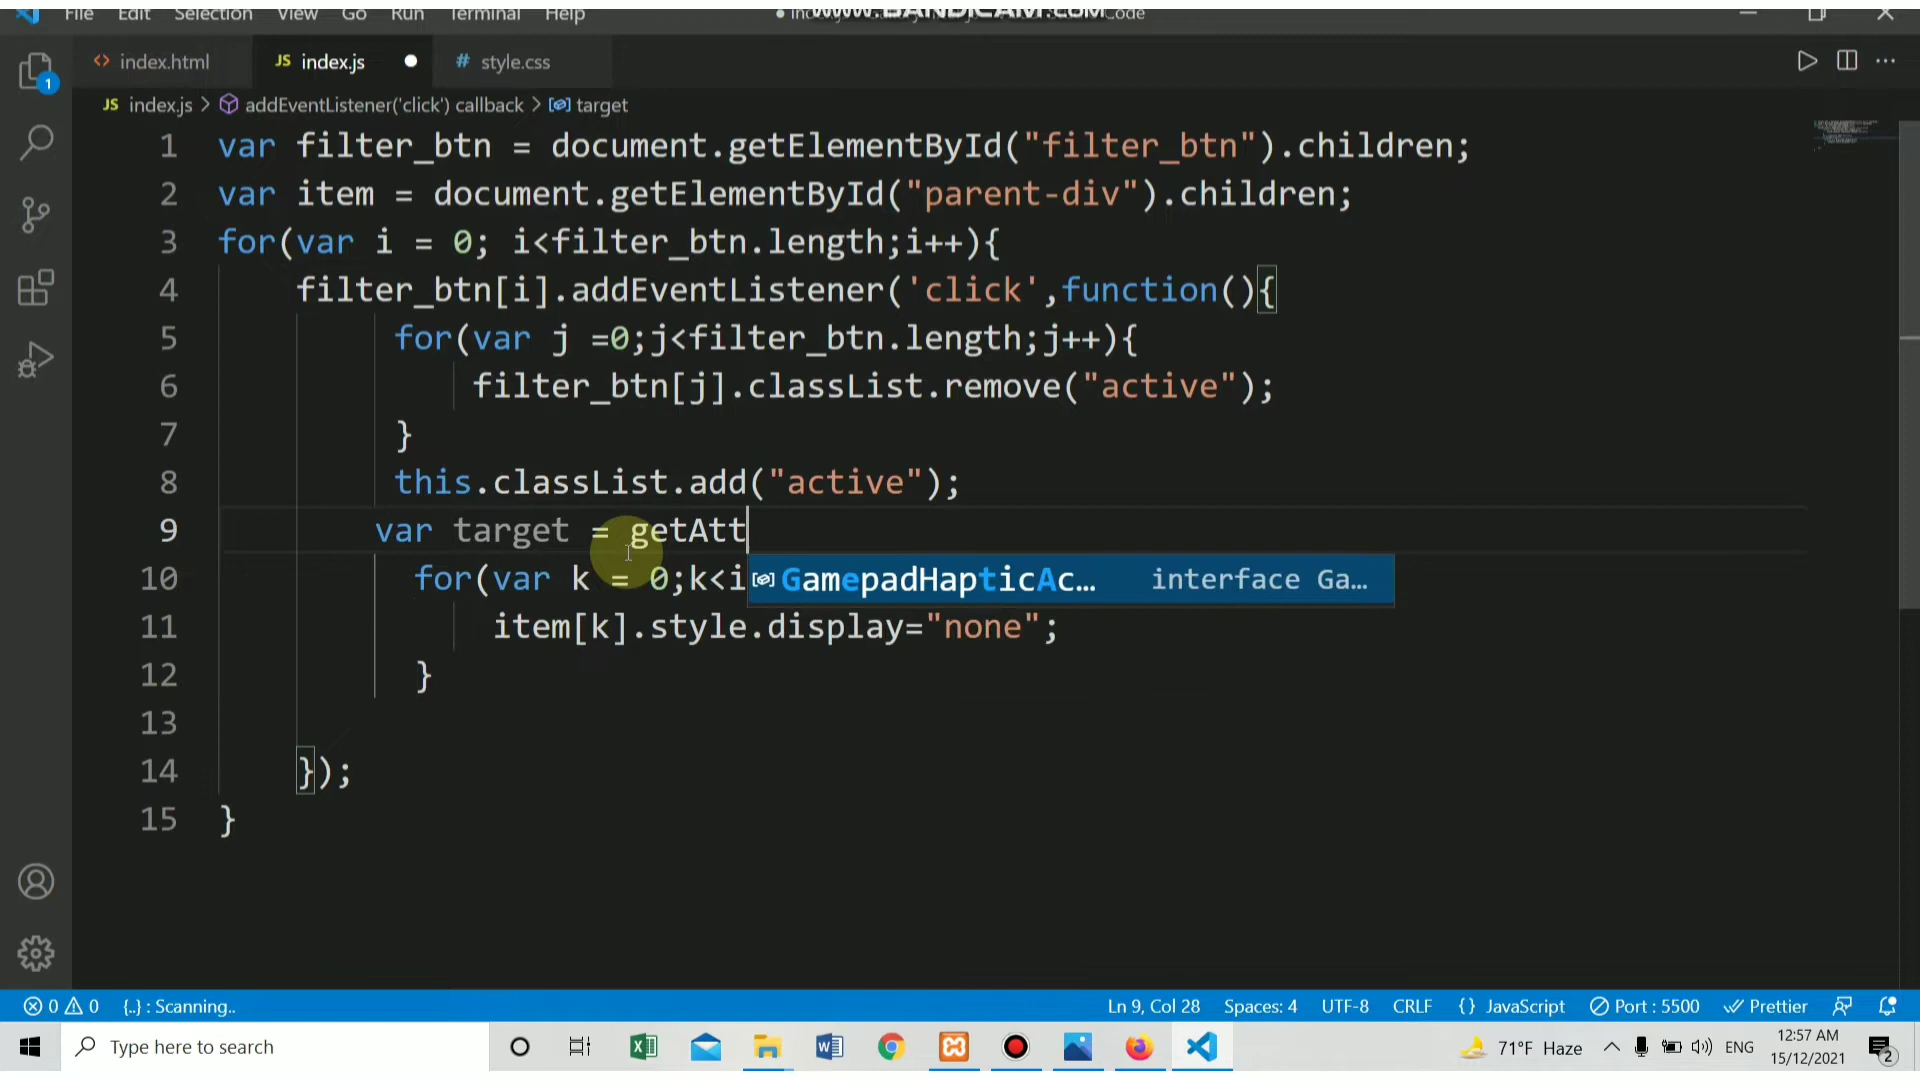 File Edit Selection View Go Run Terminal Help
WWW.BANDICAM.COM
Code
index.html
JS index.js
# style.css
JS index.js > addEventListener('click') callback > target
1 var filter_btn = document.getElementById("filter_btn").children;
2 var item = document.getElementById("parent-div").children;
3 for(var i = 0; i<filter_btn.length;i++){
4 filter_btn[i].addEventListener('click',function(){
5 for(var j =0;j<filter_btn.length;j++){
6 filter_btn[j].classList.remove("active");
7 }
8 this.classList.add("active");
9 var target = getAtt
10 for(var k = 0;k<i
GamepadHapticAc… interface Ga…
11 item[k].style.display="none";
12 }
13
14 });
15 }
1
0 0 {..} : Scanning..
Ln 9, Col 28 Spaces: 4 UTF-8 CRLF {} JavaScript Port : 5500 Prettier
Type here to search
71°F Haze
ENG
12:57 AM
15/12/2021
2